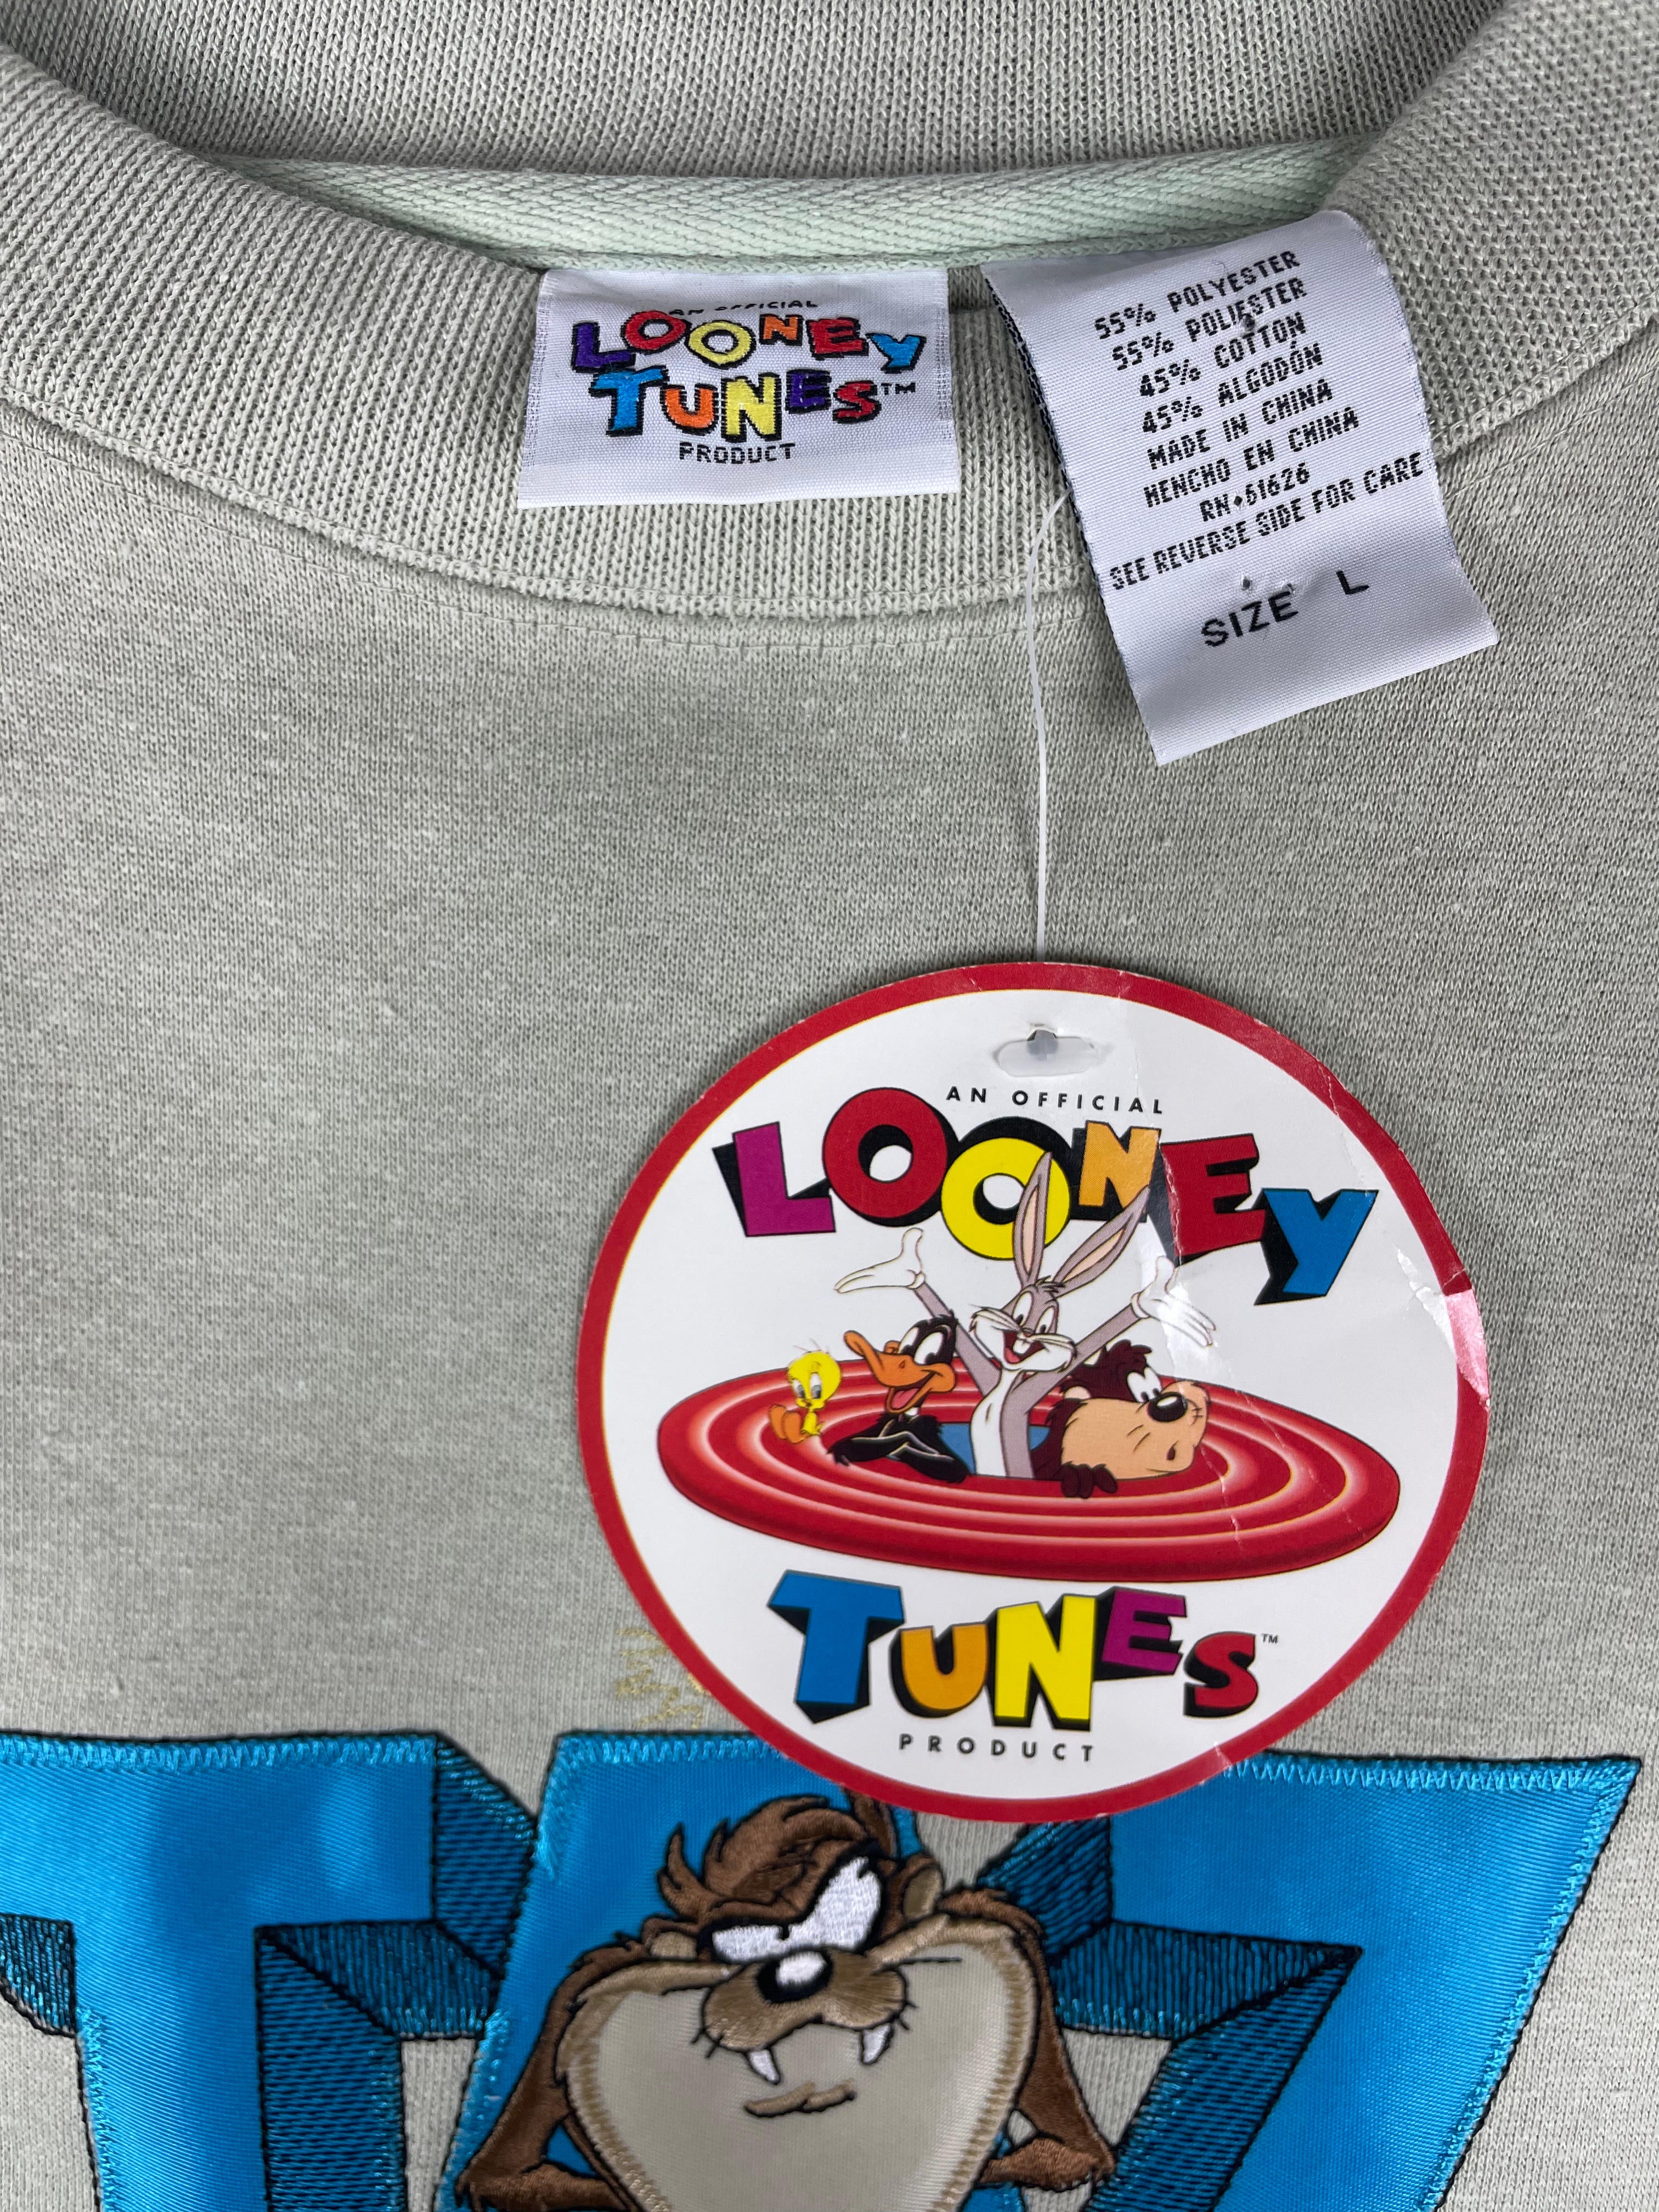 AN OFFICIAL
LOONEY
TUNES™
PRODUCT
55% POLYESTER
55% POLIESTER
45% COTTON
45% ALGODÓN
MADE IN CHINA
HENCHO EN CHINA
RN•61626
SEE REVERSE SIDE FOR CARE
SIZE L
AN OFFICIAL
LOONEY
TUNES™
PRODUCT
TAZ